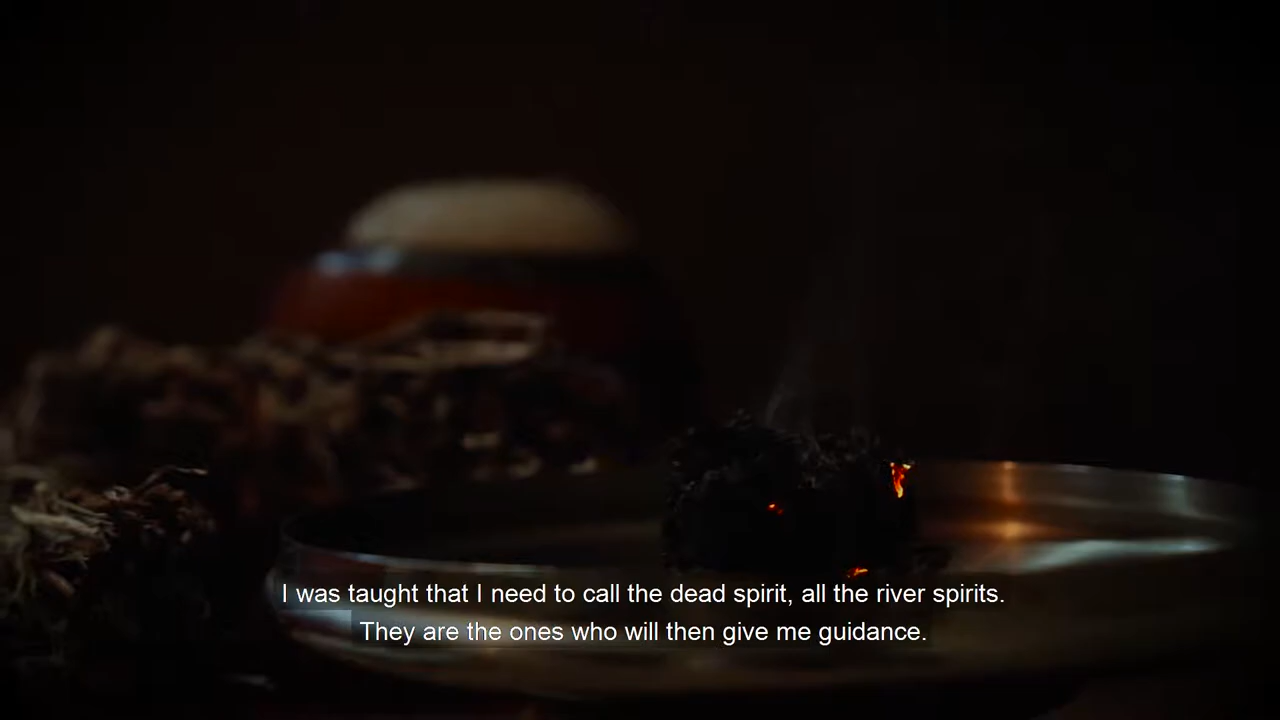 I was taught that I need to call the dead spirit, all the river spirits.
They are the ones who will then give me guidance.